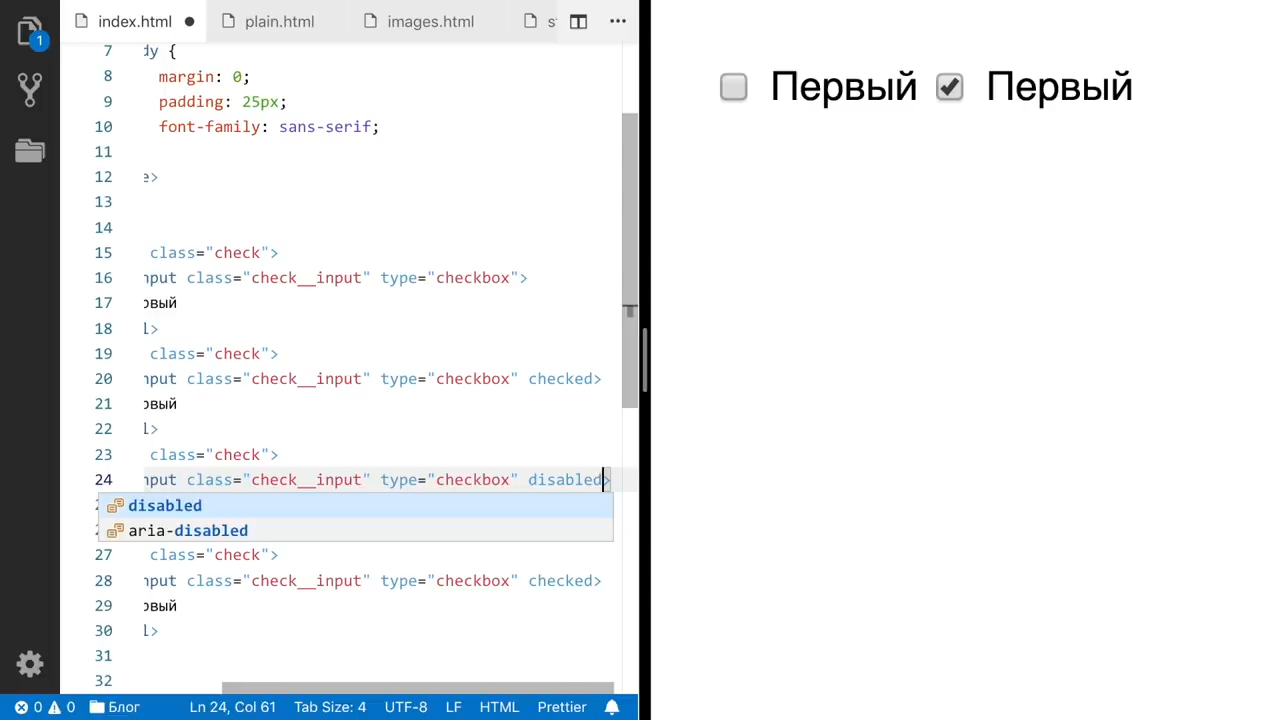 index.html
plain.html
images.html
1
7 dy {
8 margin: 0;
9 padding: 25px;
10 font-family: sans-serif;
11
12 e>
13
14
15 class="check">
16 nput class="check__input" type="checkbox">
17 рвый
18 l>
19 class="check">
20 nput class="check__input" type="checkbox" checked>
21 рвый
22 l>
23 class="check">
24 nput class="check__input" type="checkbox" disabled>
disabled
aria-disabled
27 class="check">
28 nput class="check__input" type="checkbox" checked>
29 рвый
30 l>
31
32
0 0 Блог Ln 24, Col 61 Tab Size: 4 UTF-8 LF HTML Prettier
Первый Первый